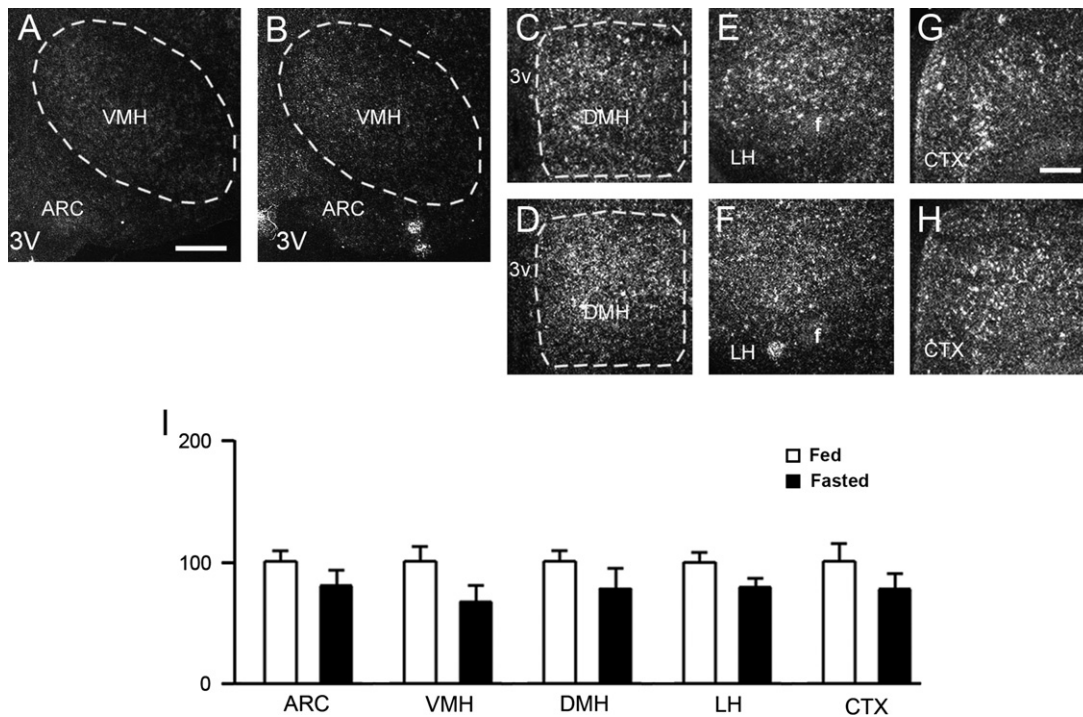 A
VMH
ARC
3V
B
VMH
ARC
3V
C
3v
DMH
E
f
LH
G
CTX
D
3v
DMH
F
f
LH
H
CTX
I
200
100
0
Fed
Fasted
ARC VMH DMH LH CTX